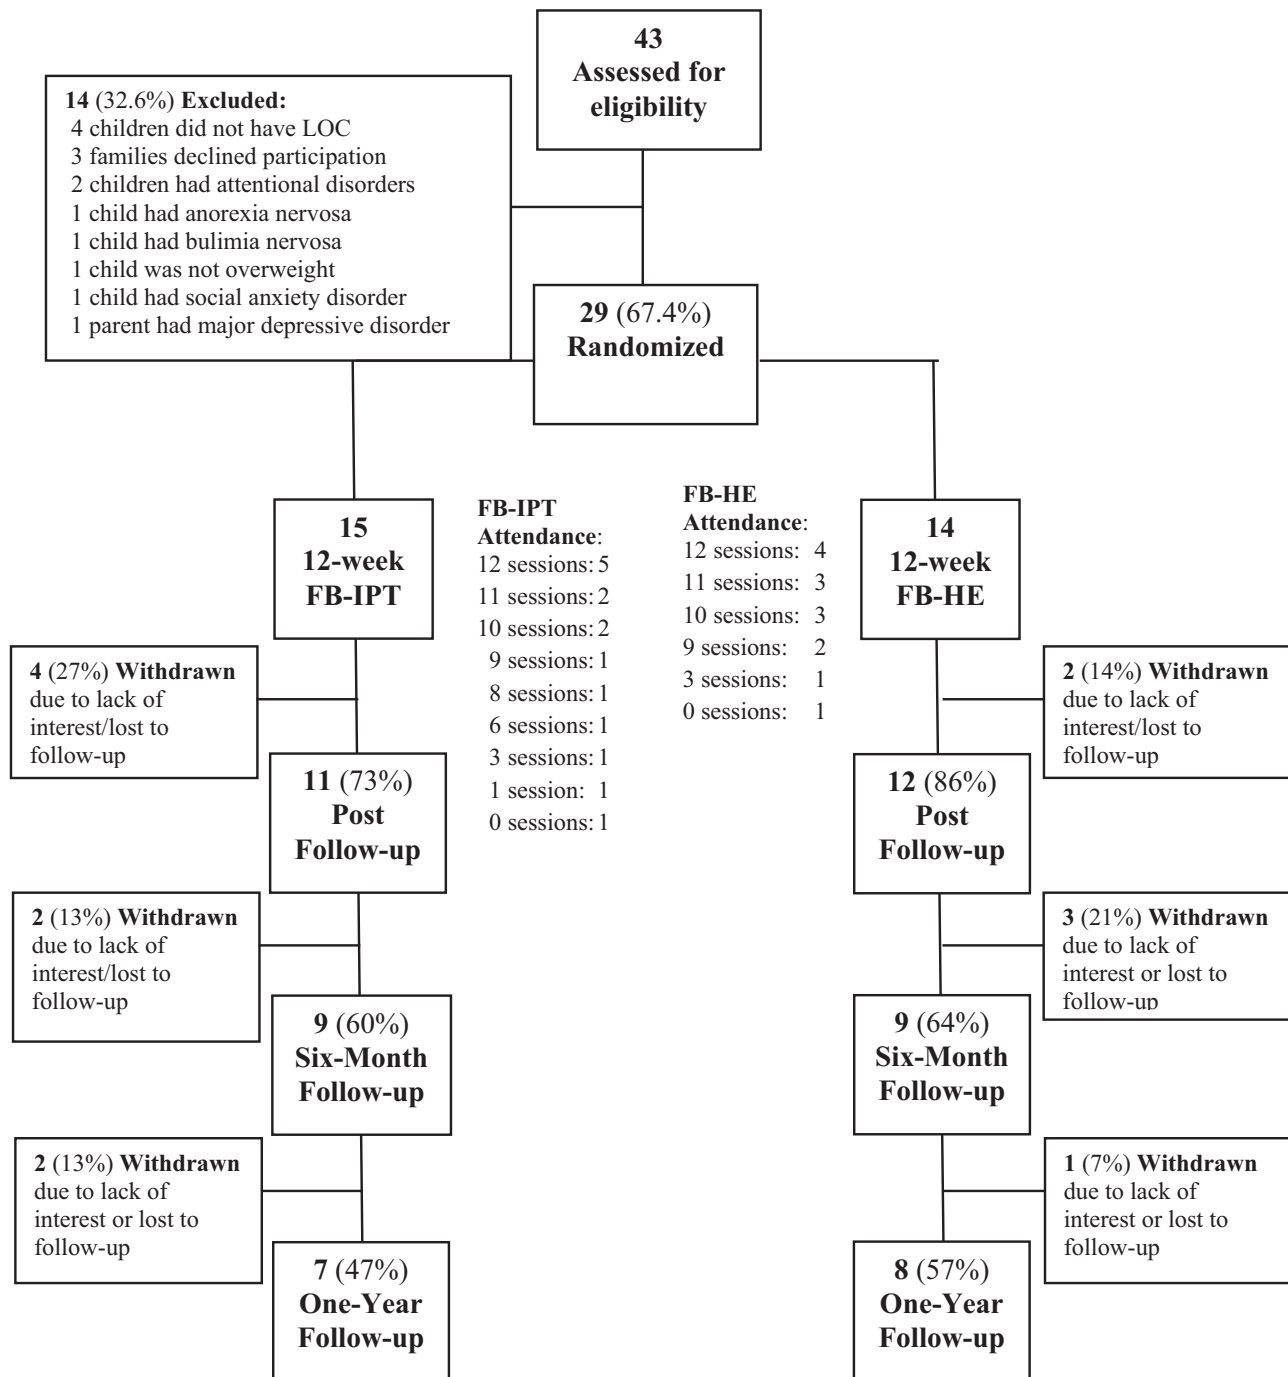 43
Assessed for
eligibility
14 (32.6%) Excluded:
4 children did not have LOC
3 families declined participation
2 children had attentional disorders
1 child had anorexia nervosa
1 child had bulimia nervosa
1 child was not overweight
1 child had social anxiety disorder
1 parent had major depressive disorder
29 (67.4%)
Randomized
15
12-week
FB-IPT
FB-IPT
Attendance:
12 sessions: 5
11 sessions: 2
10 sessions: 2
9 sessions: 1
8 sessions: 1
6 sessions: 1
3 sessions: 1
1 session: 1
0 sessions: 1
FB-HE
Attendance:
12 sessions: 4
11 sessions: 3
10 sessions: 3
9 sessions: 2
3 sessions: 1
0 sessions: 1
14
12-week
FB-HE
4 (27%) Withdrawn
due to lack of
interest/lost to
follow-up
2 (14%) Withdrawn
due to lack of
interest/lost to
follow-up
11 (73%)
Post
Follow-up
12 (86%)
Post
Follow-up
2 (13%) Withdrawn
due to lack of
interest/lost to
follow-up
3 (21%) Withdrawn
due to lack of
interest or lost to
follow-up
9 (60%)
Six-Month
Follow-up
9 (64%)
Six-Month
Follow-up
2 (13%) Withdrawn
due to lack of
interest or lost to
follow-up
1 (7%) Withdrawn
due to lack of
interest or lost to
follow-up
7 (47%)
One-Year
Follow-up
8 (57%)
One-Year
Follow-up